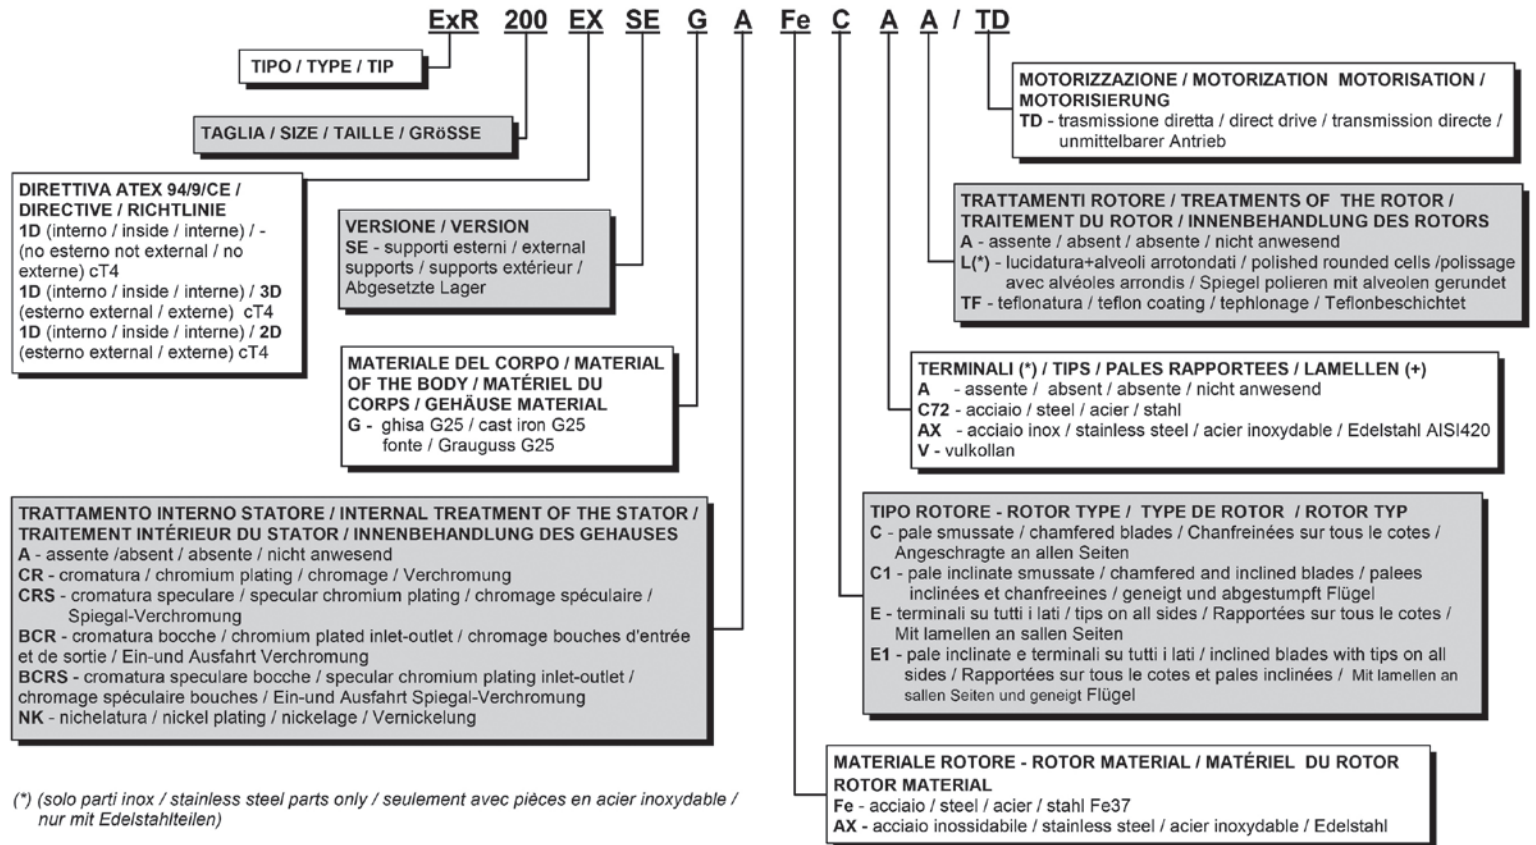 ExR 200 EX SE G A Fe C A A / TD
TIPO / TYPE / TIP
TAGLIA / SIZE / TAILLE / GRöSSE
DIRETTIVA ATEX 94/9/CE /
DIRECTIVE / RICHTLINIE
1D (interno / inside / interne) / -
(no esterno not external / no
externe) cT4
1D (interno / inside / interne) / 3D
(esterno external / externe) cT4
1D (interno / inside / interne) / 2D
(esterno external / externe) cT4
VERSIONE / VERSION
SE - supporti esterni / external
supports / supports extérieur /
Abgesetzte Lager
MATERIALE DEL CORPO / MATERIAL
OF THE BODY / MATÉRIEL DU
CORPS / GEHÄUSE MATERIAL
G - ghisa G25 / cast iron G25
fonte / Grauguss G25
TRATTAMENTO INTERNO STATORE / INTERNAL TREATMENT OF THE STATOR /
TRAITEMENT INTÉRIEUR DU STATOR / INNENBEHANDLUNG DES GEHAUSES
A - assente /absent / absente / nicht anwesend
CR - cromatura / chromium plating / chromage / Verchromung
CRS - cromatura speculare / specular chromium plating / chromage spéculaire /
Spiegal-Verchromung
BCR - cromatura bocche / chromium plated inlet-outlet / chromage bouches d'entrée
et de sortie / Ein-und Ausfahrt Verchromung
BCRS - cromatura speculare bocche / specular chromium plating inlet-outlet /
chromage spéculaire bouches / Ein-und Ausfahrt Spiegal-Verchromung
NK - nichelatura / nickel plating / nickelage / Vernickelung
(*) (solo parti inox / stainless steel parts only / seulement avec pièces en acier inoxydable /
nur mit Edelstahlteilen)
MOTORIZZAZIONE / MOTORIZATION MOTORISATION /
MOTORISIERUNG
TD - trasmissione diretta / direct drive / transmission directe /
unmittelbarer Antrieb
TRATTAMENTI ROTORE / TREATMENTS OF THE ROTOR /
TRAITEMENT DU ROTOR / INNENBEHANDLUNG DES ROTORS
A - assente / absent / absente / nicht anwesend
L(*) - lucidatura+alveoli arrotondati / polished rounded cells /polissage
avec alvéoles arrondis / Spiegel polieren mit alveolen gerundet
TF - teflonatura / teflon coating / tephlonage / Teflonbeschichtet
TERMINALI (*) / TIPS / PALES RAPPORTEES / LAMELLEN (+)
A - assente / absent / absente / nicht anwesend
C72 - acciaio / steel / acier / stahl
AX - acciaio inox / stainless steel / acier inoxydable / Edelstahl AISI420
V - vulkollan
TIPO ROTORE - ROTOR TYPE / TYPE DE ROTOR / ROTOR TYP
C - pale smussate / chamfered blades / Chanfreinées sur tous le cotes /
Angeschragte an allen Seiten
C1 - pale inclinate smussate / chamfered and inclined blades / palees
inclinées et chanfreeines / geneigt und abgestumpft Flügel
E - terminali su tutti i lati / tips on all sides / Rapportées sur tous le cotes /
Mit lamellen an sallen Seiten
E1 - pale inclinate e terminali su tutti i lati / inclined blades with tips on all
sides / Rapportées sur tous le cotes et pales inclinées / Mit lamellen an
sallen Seiten und geneigt Flügel
MATERIALE ROTORE - ROTOR MATERIAL / MATÉRIEL DU ROTOR
ROTOR MATERIAL
Fe - acciaio / steel / acier / stahl Fe37
AX - acciaio inossidabile / stainless steel / acier inoxydable / Edelstahl